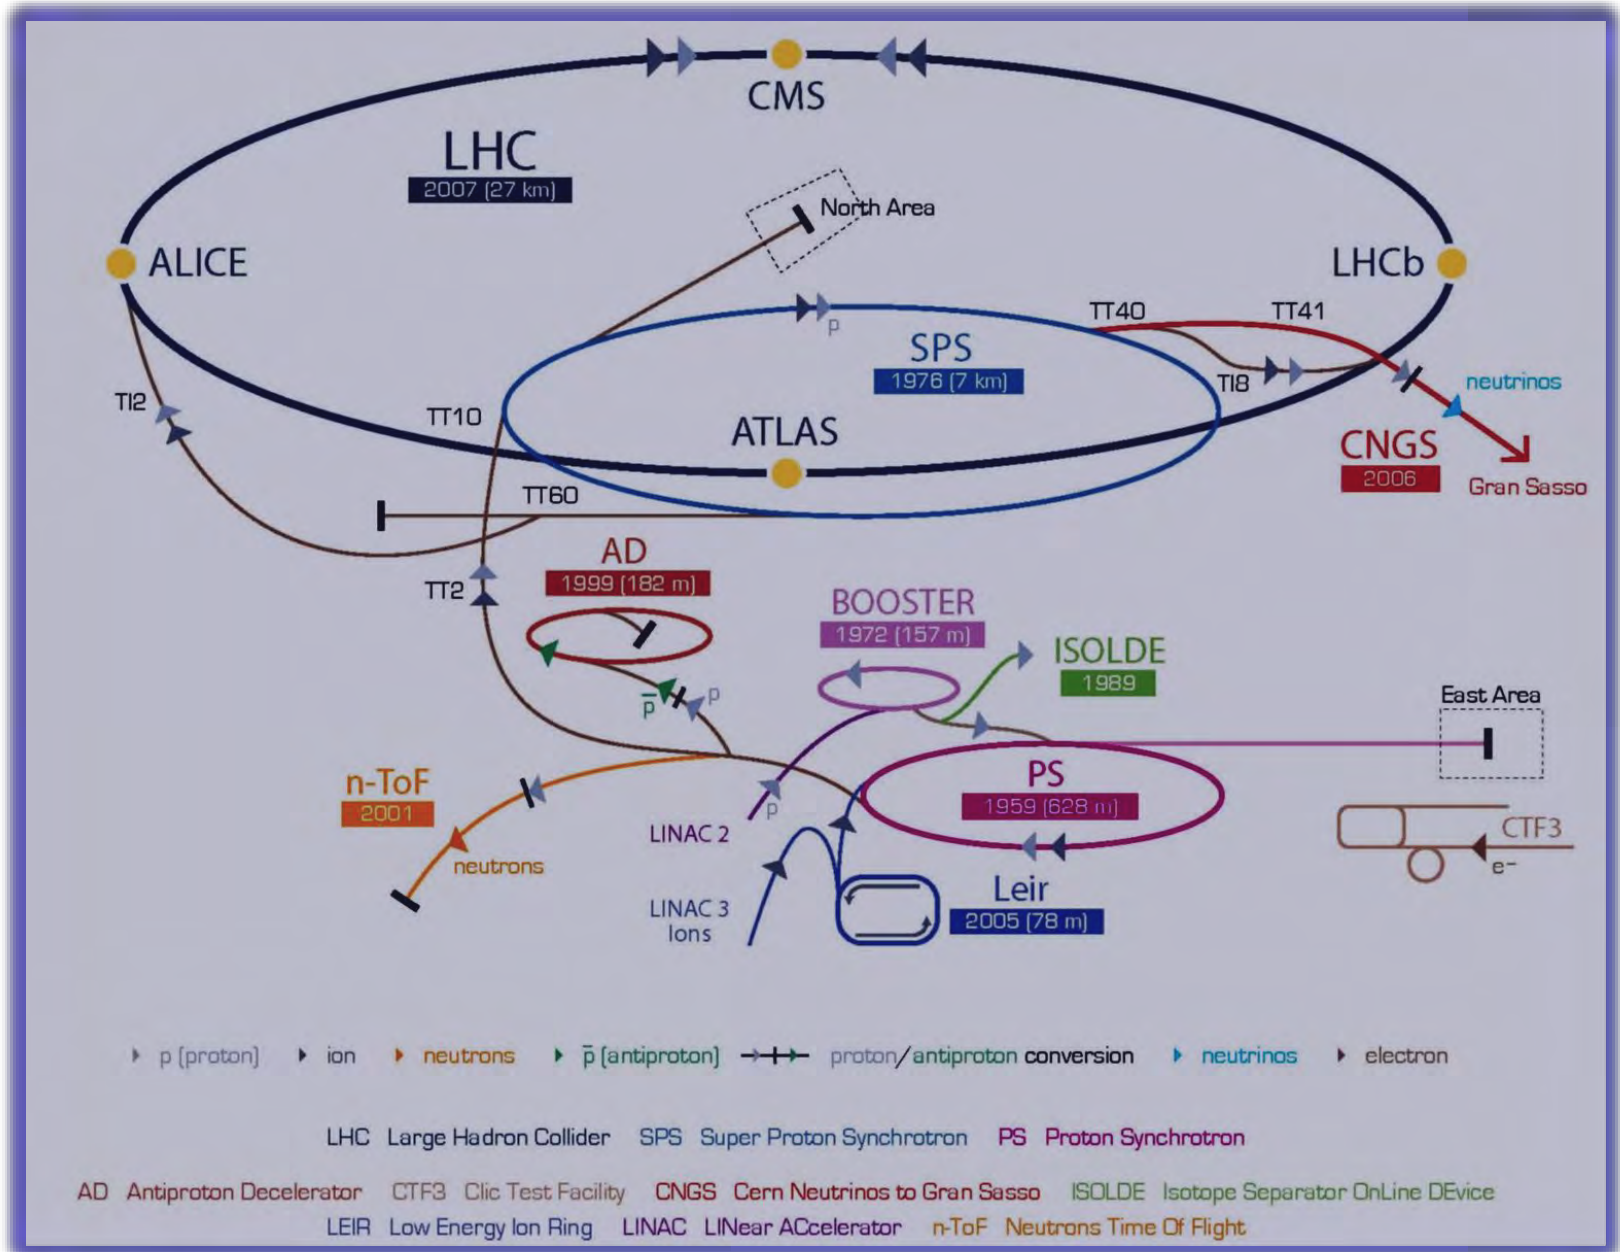 CMS
LHC
2007 (27 km)
North Area
ALICE
LHCb
TT40
TT41
p
SPS
1976 (7 km)
TI8
neutrinos
TI2
TT10
ATLAS
CNGS
2006
Gran Sasso
TT60
AD
1999 (182 m)
TT2
BOOSTER
1972 (157 m)
ISOLDE
1989
p̅
p
East Area
n-ToF
2001
PS
1959 (628 m)
p
LINAC 2
CTF3
e-
neutrons
Leir
2005 (78 m)
LINAC 3
Ions
p (proton) ion neutrons p̅ (antiproton) proton/antiproton conversion neutrinos electron
LHC Large Hadron Collider SPS Super Proton Synchrotron PS Proton Synchrotron
AD Antiproton Decelerator CTF3 Clic Test Facility CNGS Cern Neutrinos to Gran Sasso ISOLDE Isotope Separator OnLine DEvice
LEIR Low Energy Ion Ring LINAC LINear ACcelerator n-ToF Neutrons Time Of Flight